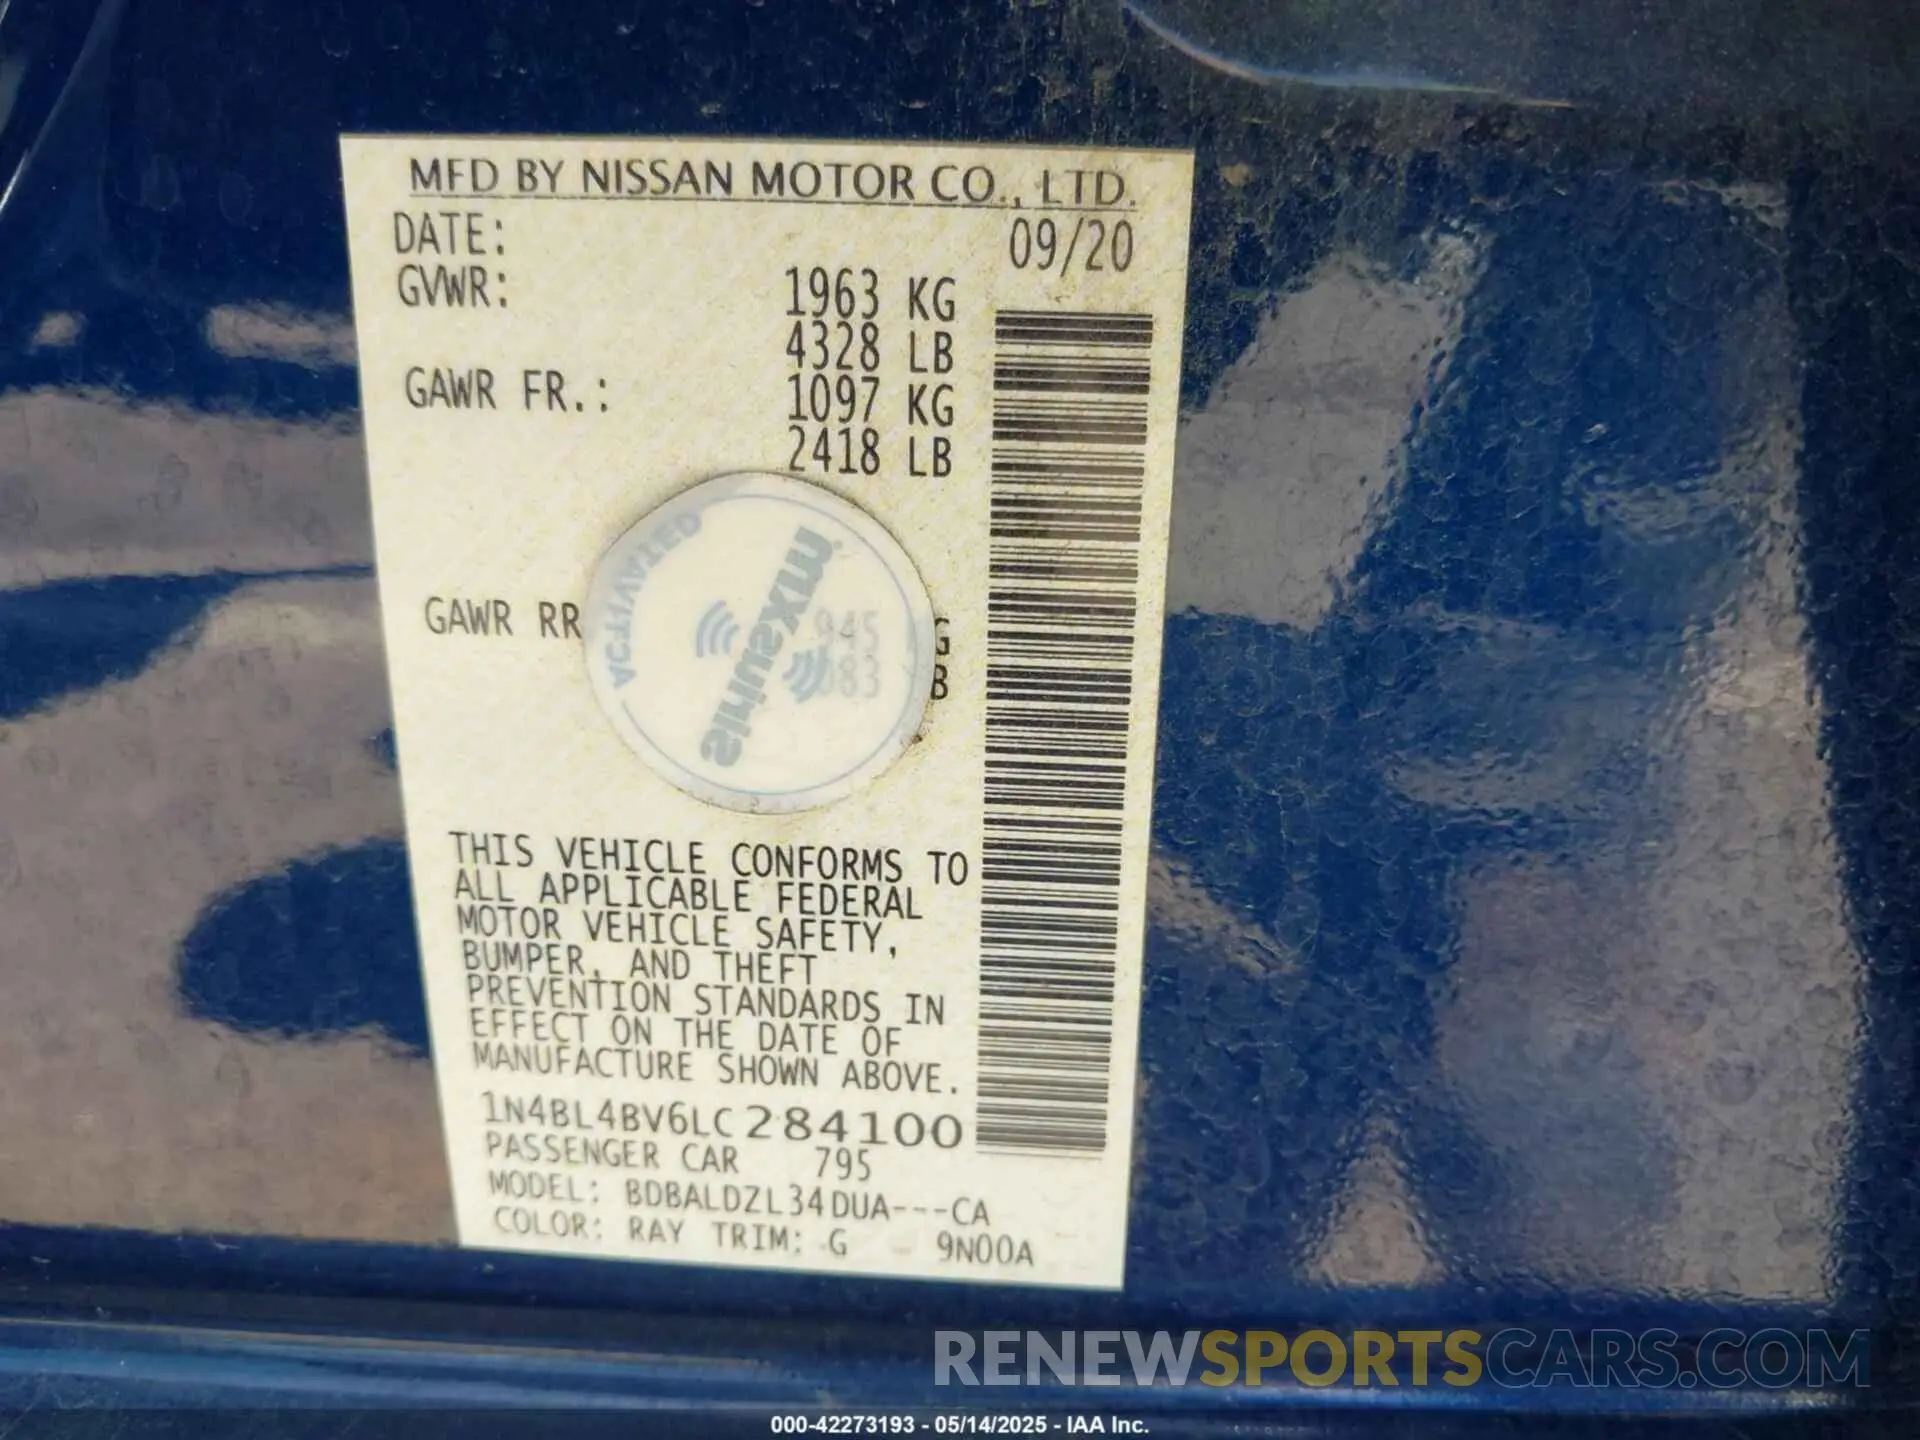 MFD BY NISSAN MOTOR CO., LTD.
DATE: 09/20
GVWR: 1963 KG
4328 LB
GAWR FR.: 1097 KG
2418 LB
GAWR RR 945 G
083 B
THIS VEHICLE CONFORMS TO
ALL APPLICABLE FEDERAL
MOTOR VEHICLE SAFETY,
BUMPER, AND THEFT
PREVENTION STANDARDS IN
EFFECT ON THE DATE OF
MANUFACTURE SHOWN ABOVE.
1N4BL4BV6LC284100
PASSENGER CAR 795
MODEL: BDBALDZL34DUA---CA
COLOR: RAY TRIM: G 9N00A
RENEWSPORTSCARS.COM
000-42273193 - 05/14/2025 - IAA Inc.